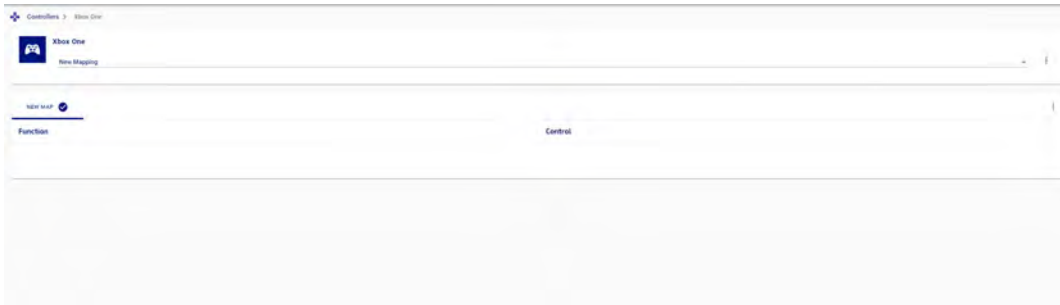 Controllers > Xbox One
Xbox One
New Mapping
NEW MAP
Function Control